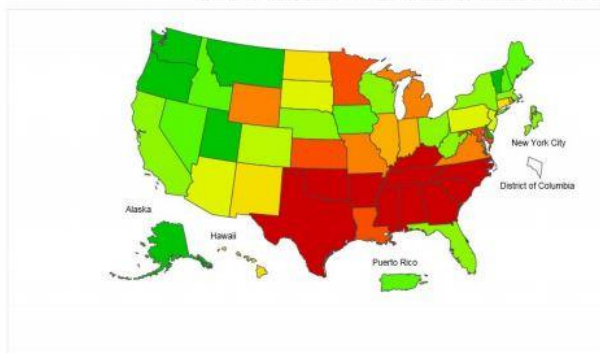 New York City
District of Columbia
Alaska
Hawaii
Puerto Rico